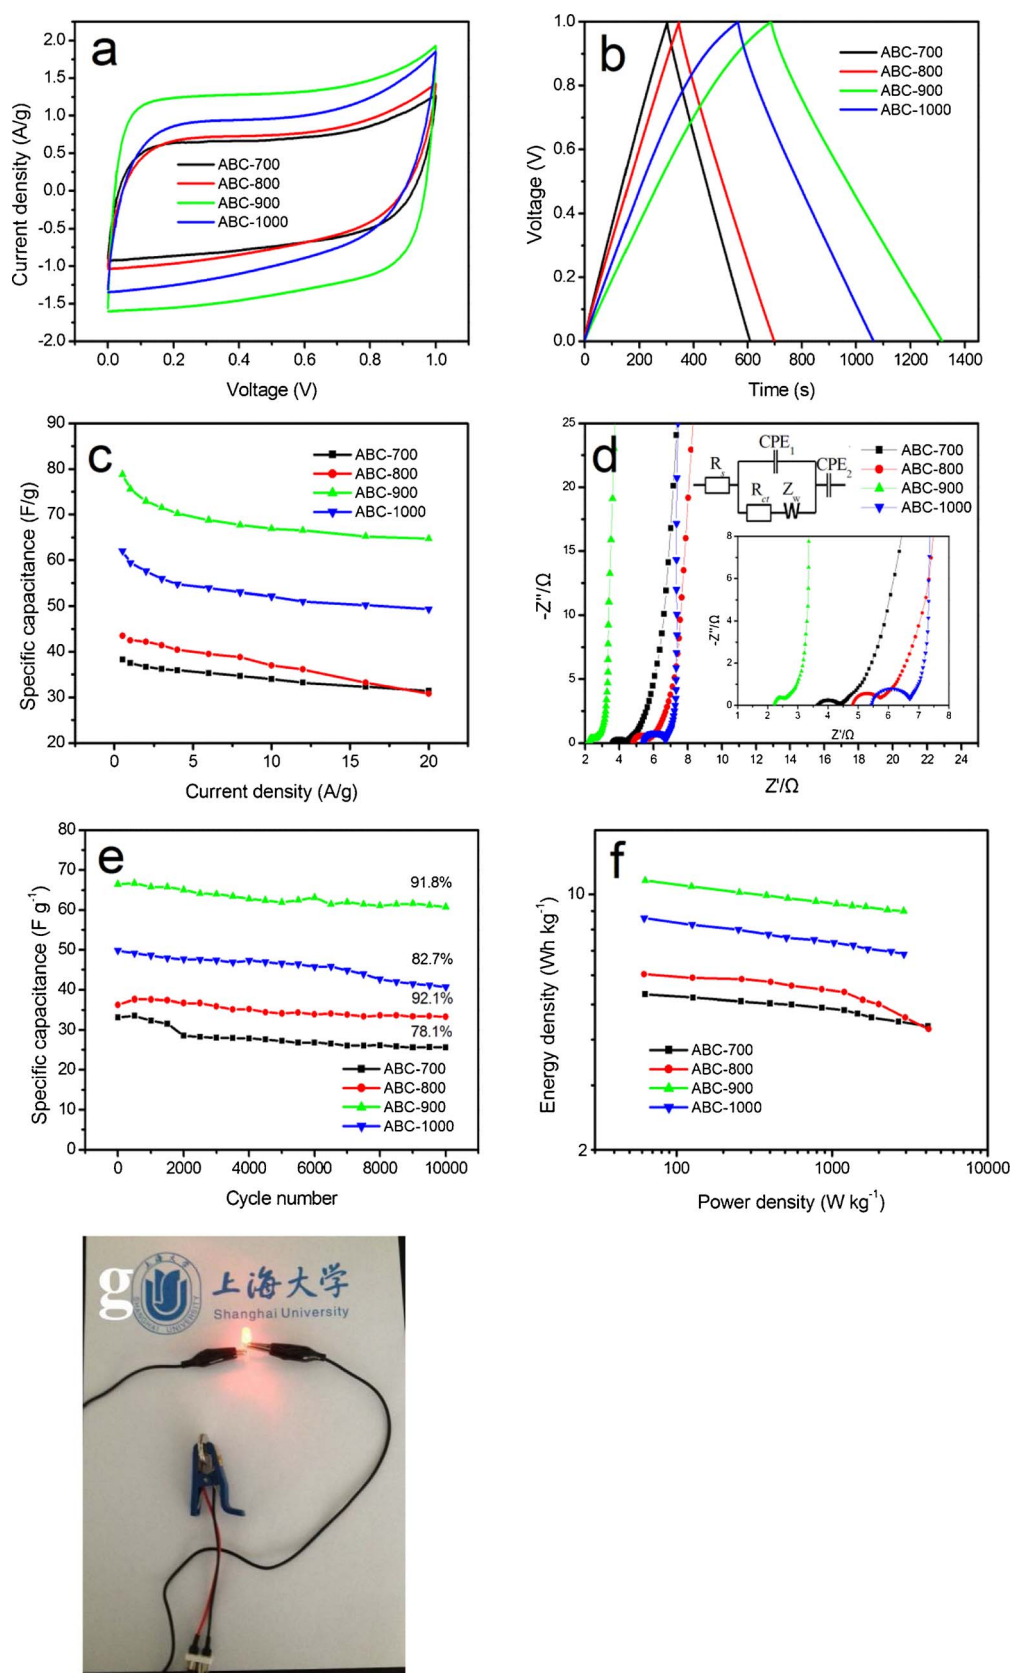 a
2.0
1.5
1.0
0.5
0.0
-0.5
-1.0
-1.5
-2.0
Current density (A/g)
ABC-700
ABC-800
ABC-900
ABC-1000
0.0 0.2 0.4 0.6 0.8 1.0
Voltage (V)
b
1.0
0.8
0.6
0.4
0.2
0.0
Voltage (V)
ABC-700
ABC-800
ABC-900
ABC-1000
0 200 400 600 800 1000 1200 1400
Time (s)
c
90
80
70
60
50
40
30
20
Specific capacitance (F/g)
ABC-700
ABC-800
ABC-900
ABC-1000
0 5 10 15 20
Current density (A/g)
d
25
20
15
10
5
0
-Z''/Ω
CPE1
Rs
CPE2
Rct Zw
W
ABC-700
ABC-800
ABC-900
ABC-1000
8
6
4
2
0
-Z''/Ω
1 2 3 4 5 6 7 8
Z'/Ω
2 4 6 8 10 12 14 16 18 20 22 24
Z'/Ω
e
80
70
60
50
40
30
20
10
0
Specific capacitance (F g-1)
91.8%
82.7%
92.1%
78.1%
ABC-700
ABC-800
ABC-900
ABC-1000
0 2000 4000 6000 8000 10000
Cycle number
f
10
2
Energy density (Wh kg-1)
ABC-700
ABC-800
ABC-900
ABC-1000
100 1000 10000
Power density (W kg-1)
g
上海大学
SHANGHAI UNIVERSITY
上海大学
Shanghai University